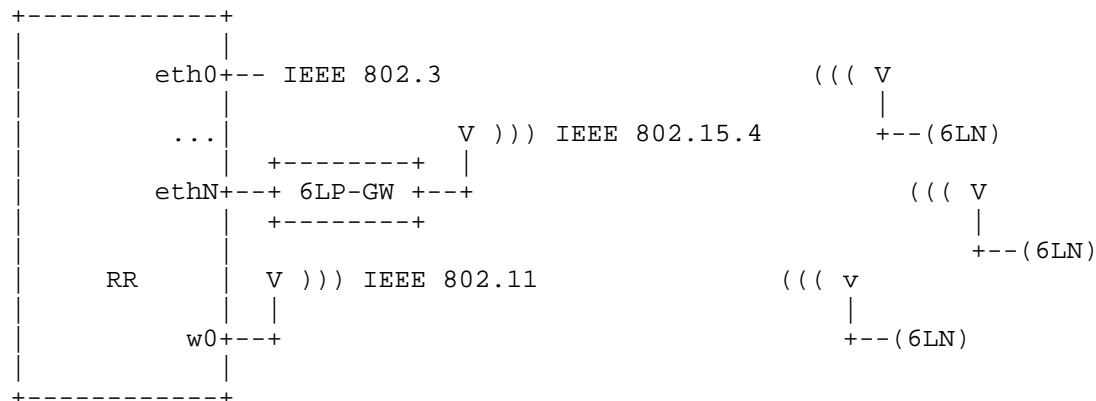 eth0 IEEE 802.3 ((( V
... V ))) IEEE 802.15.4 (6LN)
ethN 6LP-GW ((( V
(6LN)
RR V ))) IEEE 802.11 ((( v
w0 (6LN)